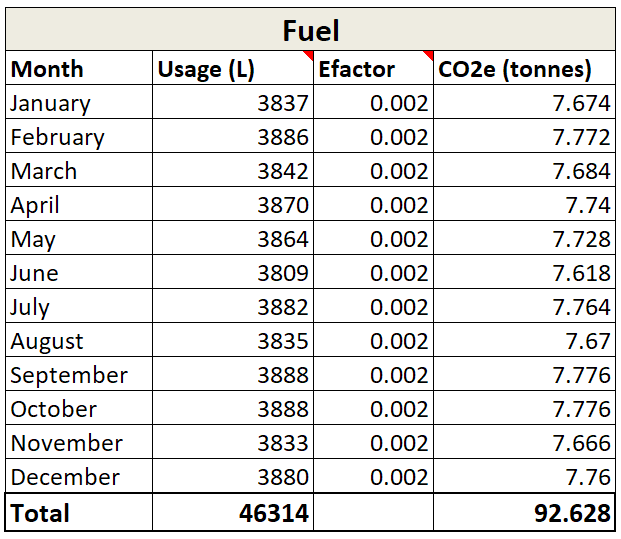 Fuel
Month Usage (L) Efactor CO2e (tonnes)
January 3837 0.002 7.674
February 3886 0.002 7.772
March 3842 0.002 7.684
April 3870 0.002 7.74
May 3864 0.002 7.728
June 3809 0.002 7.618
July 3882 0.002 7.764
August 3835 0.002 7.67
September 3888 0.002 7.776
October 3888 0.002 7.776
November 3833 0.002 7.666
December 3880 0.002 7.76
Total 46314 92.628